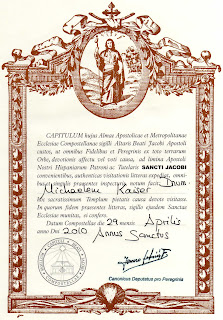 CAPITULUM hujus Almae Apostolicae et Metropolitanae
Ecclesiae Compostellanae sigilli Altaris Beati Jacobi Apostoli
custos, ut omnibus Fidelibus et Peregrinis ex toto terrarum
Orbe, devotionis affectu vel voti causa, ad limina Apostoli
Nostri Hispaniarum Patroni ac Tutelaris SANCTI JACOBI
convenientibus, authenticas visitationis litteras expediat, omni-
bus et singulis praesentes inspecturis, notum facit: Dnum
Michaelem Kaiser
hoc sacratissimum Templum pietatis causa devote visitasse.
In quorum fidem praesentes litteras, sigillo ejusdem Sanctae
Ecclesiae munitas, ei confero.
Datum Compostellae die 29 mensis Aprilis
anno Dni 2010 Annus Sanctus
Canonicus Deputatus pro Peregrinis